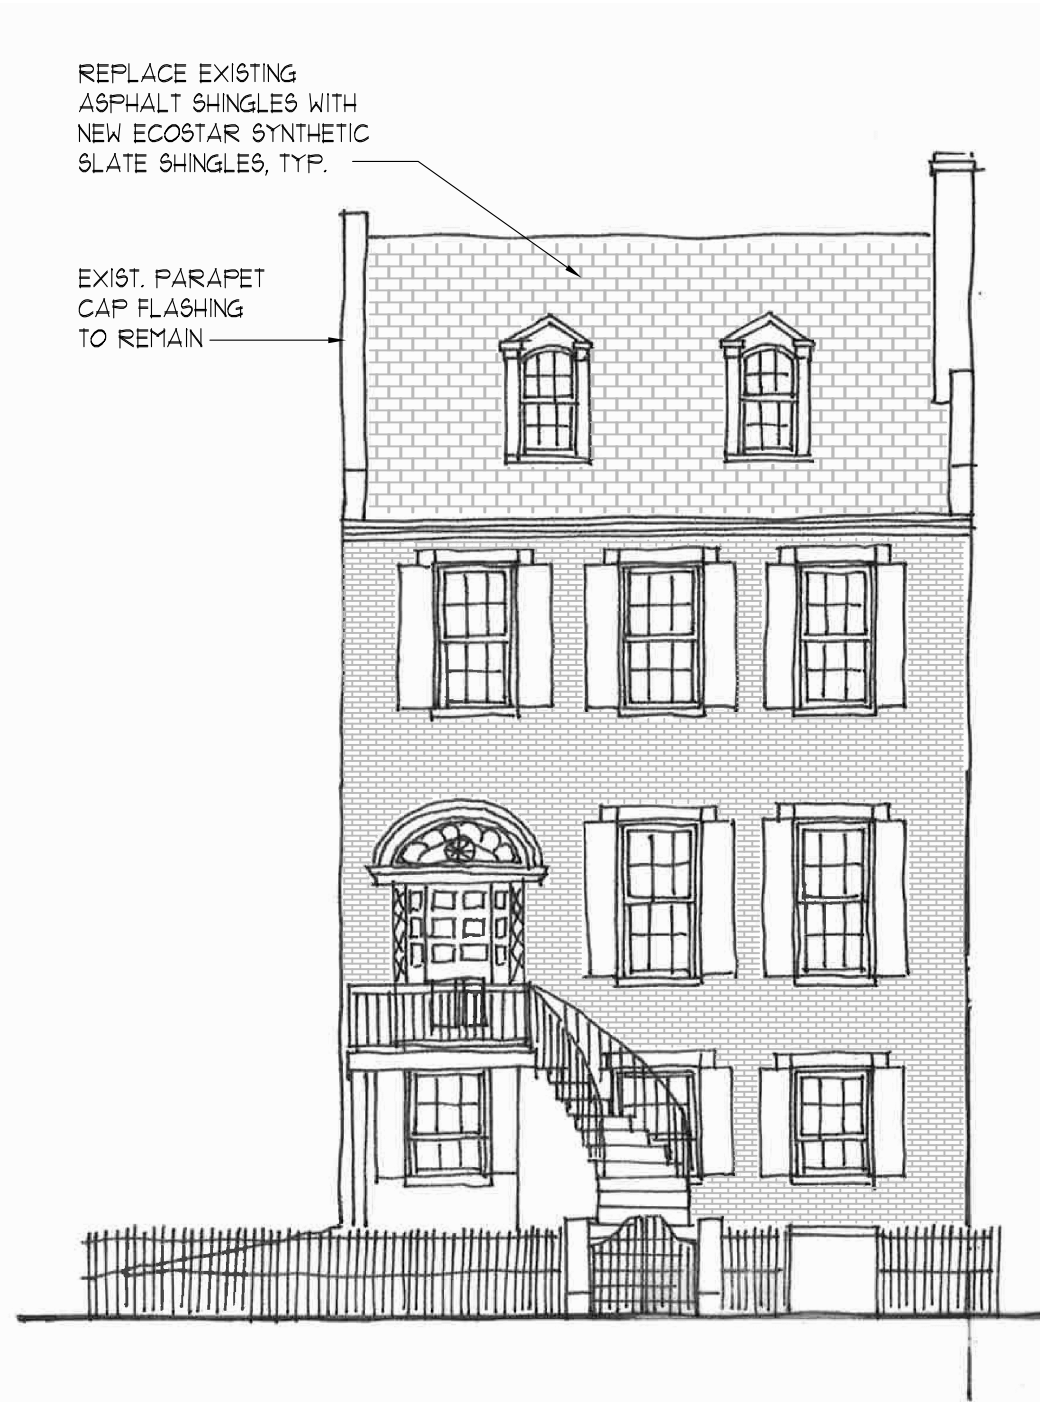 REPLACE EXISTING
ASPHALT SHINGLES WITH
NEW ECOSTAR SYNTHETIC
SLATE SHINGLES, TYP.
EXIST. PARAPET
CAP FLASHING
TO REMAIN